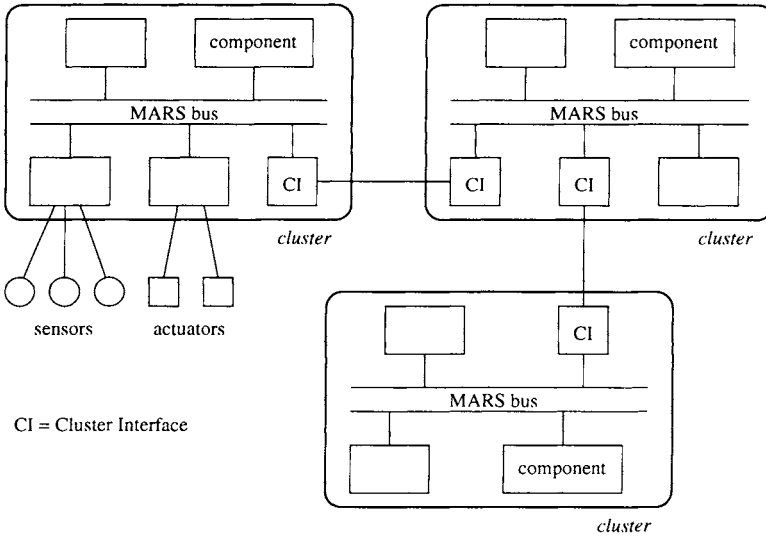 component
component
MARS bus
MARS bus
CI
CI
CI
cluster
cluster
sensors
actuators
CI
MARS bus
CI = Cluster Interface
component
cluster